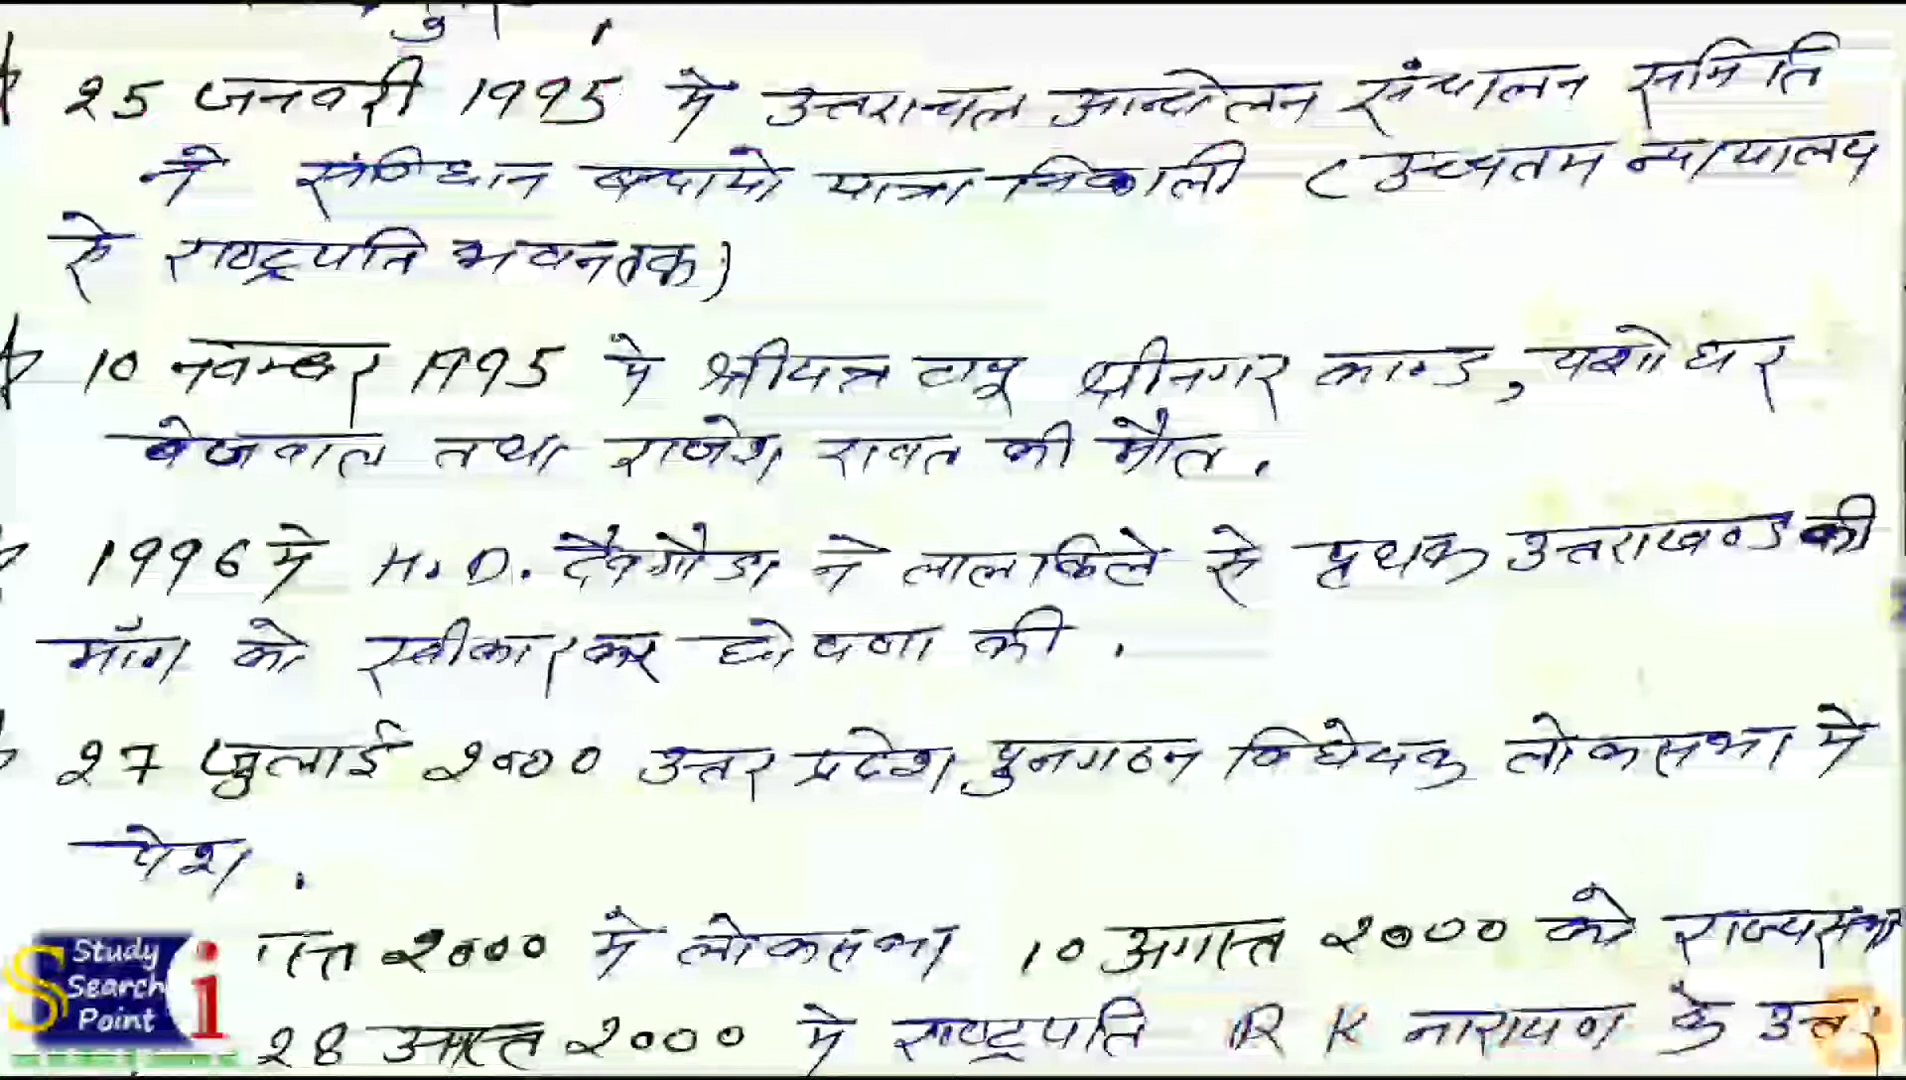 25 जनवरी 1995 मे उत्तराचल आन्दोलन संचालन समिति
ने संविधान बचायो यात्रा निकाली (उच्चतम न्यायालय
से राष्ट्रपति भवन तक)
10 नवम्बर 1995 मे श्रीयन्त्र टापू श्रीनगर काण्ड, यशोधर
बेंजवाल तथा राजेश रावत की मौत.
1996 मे H.D. देवगौडा ने लालकिले से पृथक उत्तराखण्ड की
माँग को स्वीकार कर घोषणा की.
27 जुलाई 2000 उत्तर प्रदेश पुनगठन विधेयक लोकसभा मे
पेश.
2000 मे लोकसभा 10 अगस्त 2000 को राज्यसभा
28 अगस्त 2000 मे राष्ट्रपति R K नारायण के
Study
Search
Point